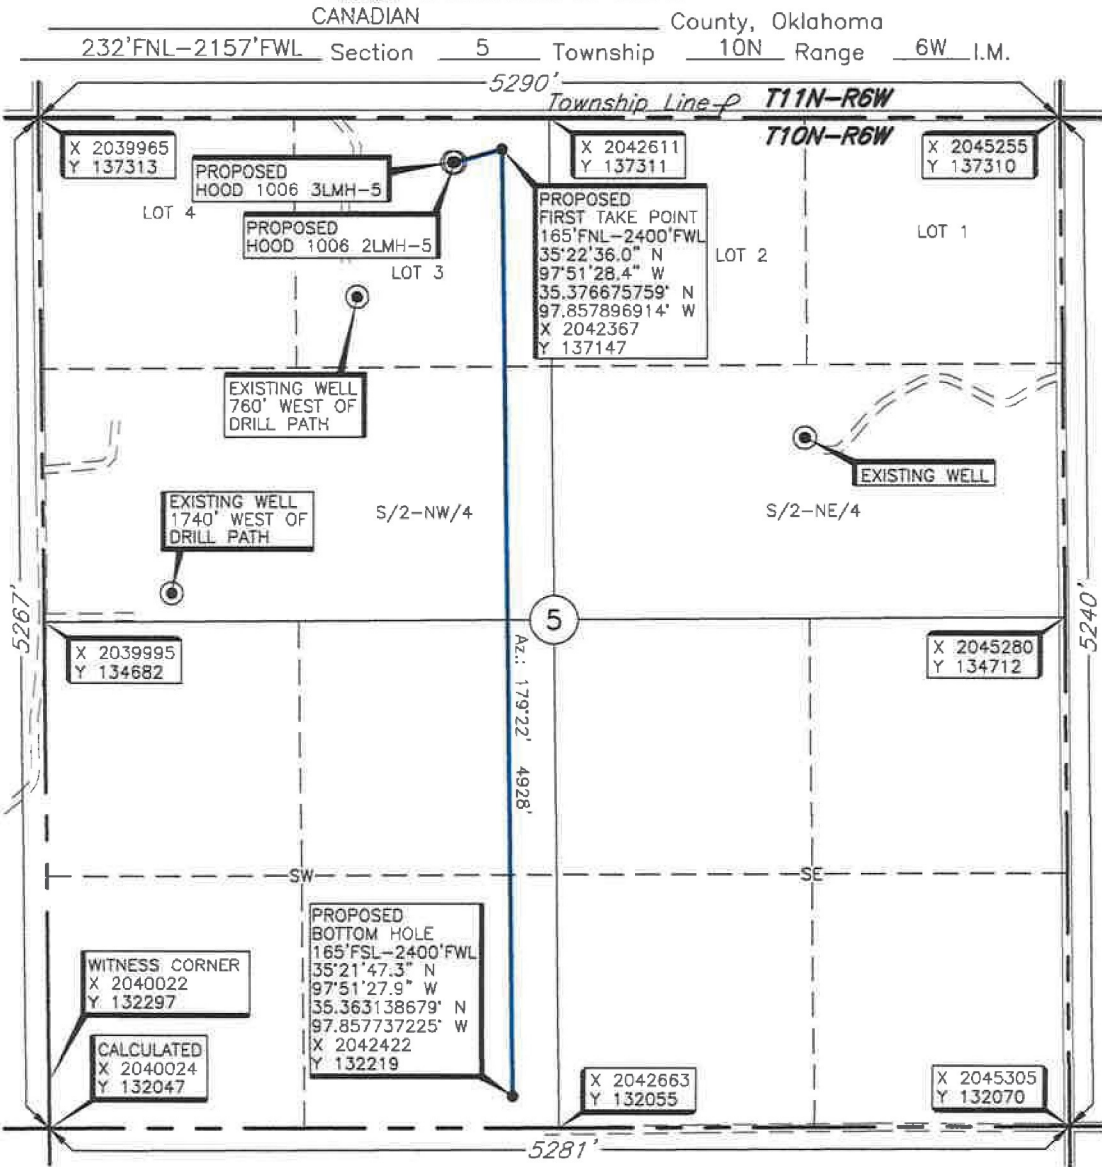 CANADIAN County, Oklahoma
232'FNL-2157'FWL Section 5 Township 10N Range 6W I.M.
5290'
Township Line T11N-R6W
T10N-R6W
X 2039965
Y 137313
PROPOSED
HOOD 1006 3LMH-5
X 2042611
Y 137311
X 2045255
Y 137310
LOT 4
PROPOSED
HOOD 1006 2LMH-5
LOT 3
PROPOSED
FIRST TAKE POINT
165'FNL-2400'FWL
35°22'36.0" N
97°51'28.4" W
35.376675759° N
97.857896914° W
X 2042367
Y 137147
LOT 2
LOT 1
EXISTING WELL
760' WEST OF
DRILL PATH
EXISTING WELL
EXISTING WELL
1740' WEST OF
DRILL PATH
S/2-NW/4
S/2-NE/4
5267'
5
5240'
X 2039995
Y 134682
Az.: 179°22' 4928'
X 2045280
Y 134712
SW
SE
PROPOSED
BOTTOM HOLE
165'FSL-2400'FWL
35°21'47.3" N
97°51'27.9" W
35.363138679° N
97.857737225° W
X 2042422
Y 132219
WITNESS CORNER
X 2040022
Y 132297
CALCULATED
X 2040024
Y 132047
X 2042663
Y 132055
X 2045305
Y 132070
5281'